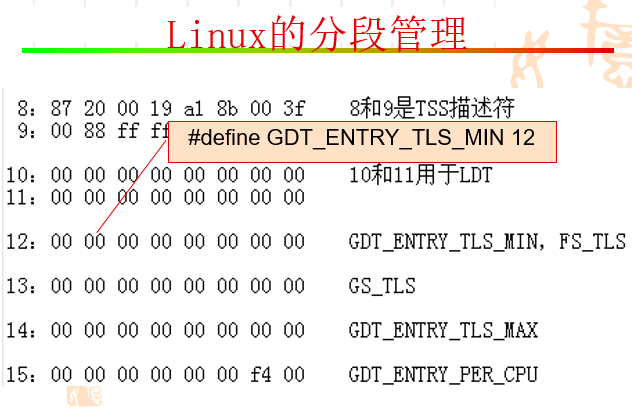 Linux的分段管理
8: 87 20 00 19 a1 8b 00 3f 8和9是TSS描述符
9: 00 88 ff ff
#define GDT_ENTRY_TLS_MIN 12
10: 00 00 00 00 00 00 00 00 10和11用于LDT
11: 00 00 00 00 00 00 00 00
12: 00 00 00 00 00 00 00 00 GDT_ENTRY_TLS_MIN, FS_TLS
13: 00 00 00 00 00 00 00 00 GS_TLS
14: 00 00 00 00 00 00 00 00 GDT_ENTRY_TLS_MAX
15: 00 00 00 00 00 00 f4 00 GDT_ENTRY_PER_CPU